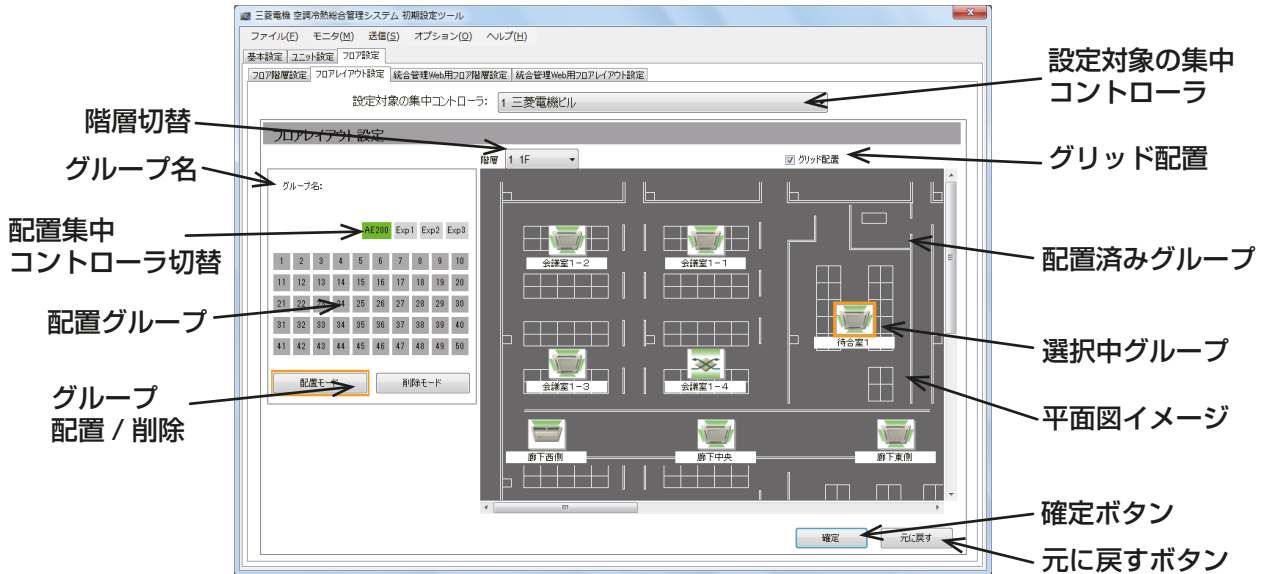 三菱電機 空調冷熱総合管理システム 初期設定ツール
ファイル(F) モニタ(M) 送信(S) オプション(O) ヘルプ(H)
基本設定 ユニット設定 フロア設定
フロア階層設定 フロアレイアウト設定 統合管理Web用フロア階層設定 統合管理Web用フロアレイアウト設定
設定対象の集中コントローラ: 1 三菱電機ビル
設定対象の集中
コントローラ
フロアレイアウト設定
階層切替
階層 1 1F
グリッド配置
グリッド配置
グループ名
グループ名:
配置集中
コントローラ切替
AE200 Exp1 Exp2 Exp3
1 2 3 4 5 6 7 8 9 10
11 12 13 14 15 16 17 18 19 20
21 22 23 24 25 26 27 28 29 30
31 32 33 34 35 36 37 38 39 40
41 42 43 44 45 46 47 48 49 50
配置グループ
配置モード 削除モード
グループ
配置 / 削除
会議室1-2 会議室1-1
配置済みグループ
待合室1
選択中グループ
会議室1-3 会議室1-4
平面図イメージ
廊下西側 廊下中央 廊下東側
確定 元に戻す
確定ボタン
元に戻すボタン